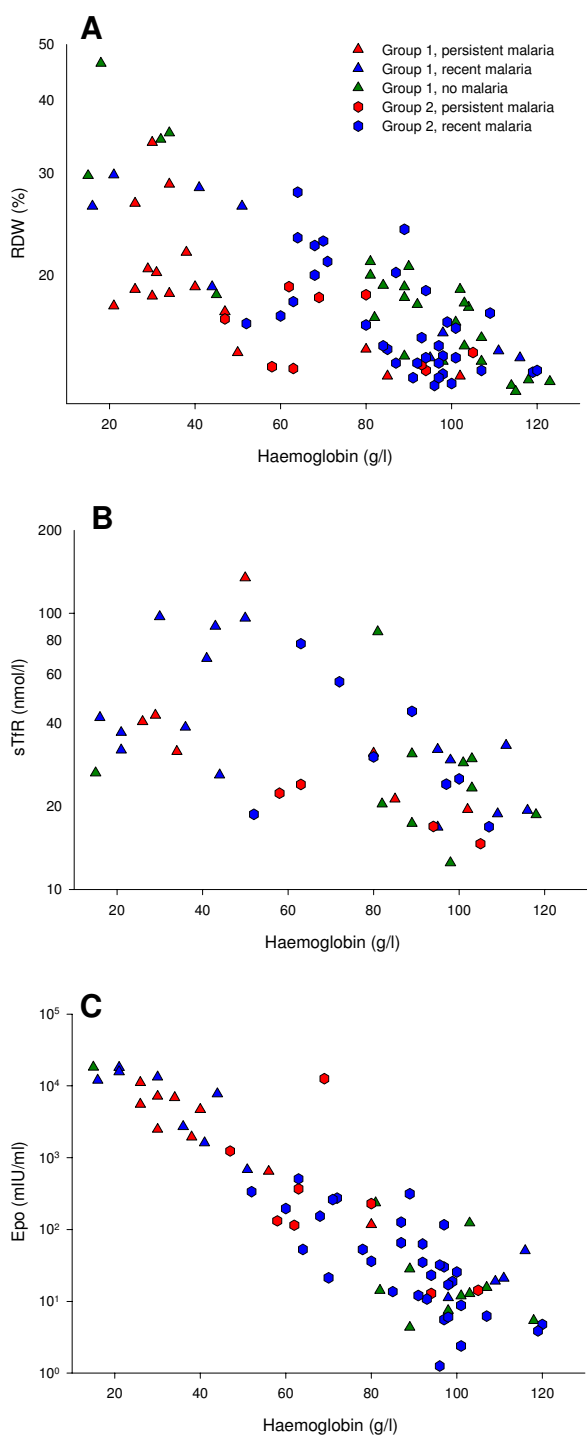 A
50
40
30
20
RDW (%)
Group 1, persistent malaria
Group 1, recent malaria
Group 1, no malaria
Group 2, persistent malaria
Group 2, recent malaria
20 40 60 80 100 120
Haemoglobin (g/l)
B
200
100
80
60
40
20
10
sTfR (nmol/l)
20 40 60 80 100 120
Haemoglobin (g/l)
C
10⁵
10⁴
10³
10²
10¹
10⁰
Epo (mIU/ml)
20 40 60 80 100 120
Haemoglobin (g/l)